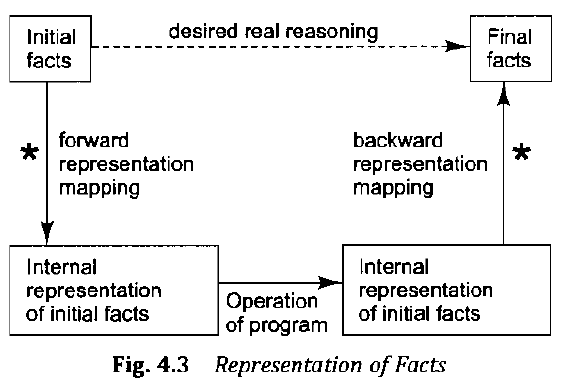 Initial
facts
desired real reasoning
Final
facts
*
forward
representation
mapping
backward
representation
mapping
*
Internal
representation
of initial facts
Operation
of program
Internal
representation
of initial facts
Fig. 4.3 Representation of Facts